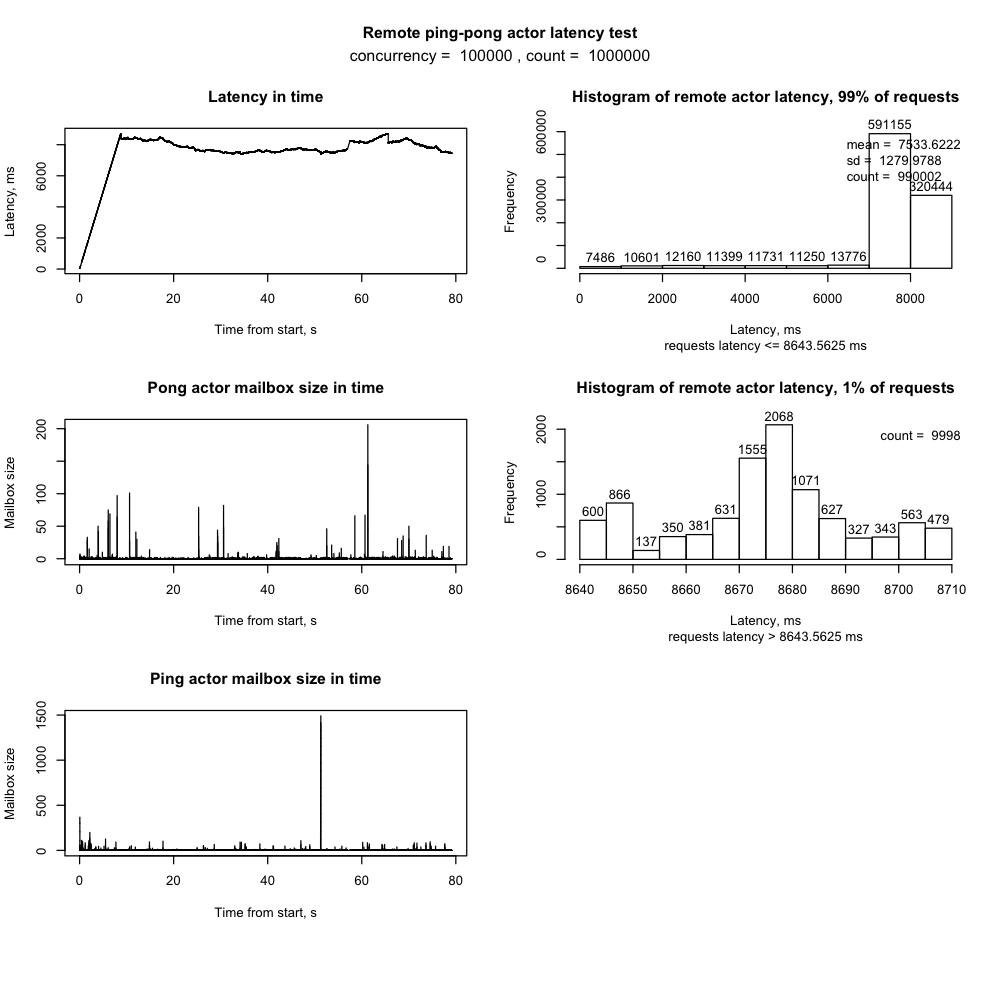 Remote ping-pong actor latency test
concurrency =  100000 , count =  1000000
Latency in time
Latency, ms
0 2000 6000
0 20 40 60 80
Time from start, s
Histogram of remote actor latency, 99% of requests
Frequency
0 300000 600000
591155
mean =  7533.6222
sd =  1279.9788
count =  990002
320444
7486 10601 12160 11399 11731 11250 13776
0 2000 4000 6000 8000
Latency, ms
requests latency <= 8643.5625 ms
Pong actor mailbox size in time
Mailbox size
0 50 100 200
0 20 40 60 80
Time from start, s
Histogram of remote actor latency, 1% of requests
Frequency
0 1000 2000
count =  9998
600 866 137 350 381 631 1555 2068 1071 627 327 343 563 479
8640 8650 8660 8670 8680 8690 8700 8710
Latency, ms
requests latency > 8643.5625 ms
Ping actor mailbox size in time
Mailbox size
0 500 1000 1500
0 20 40 60 80
Time from start, s